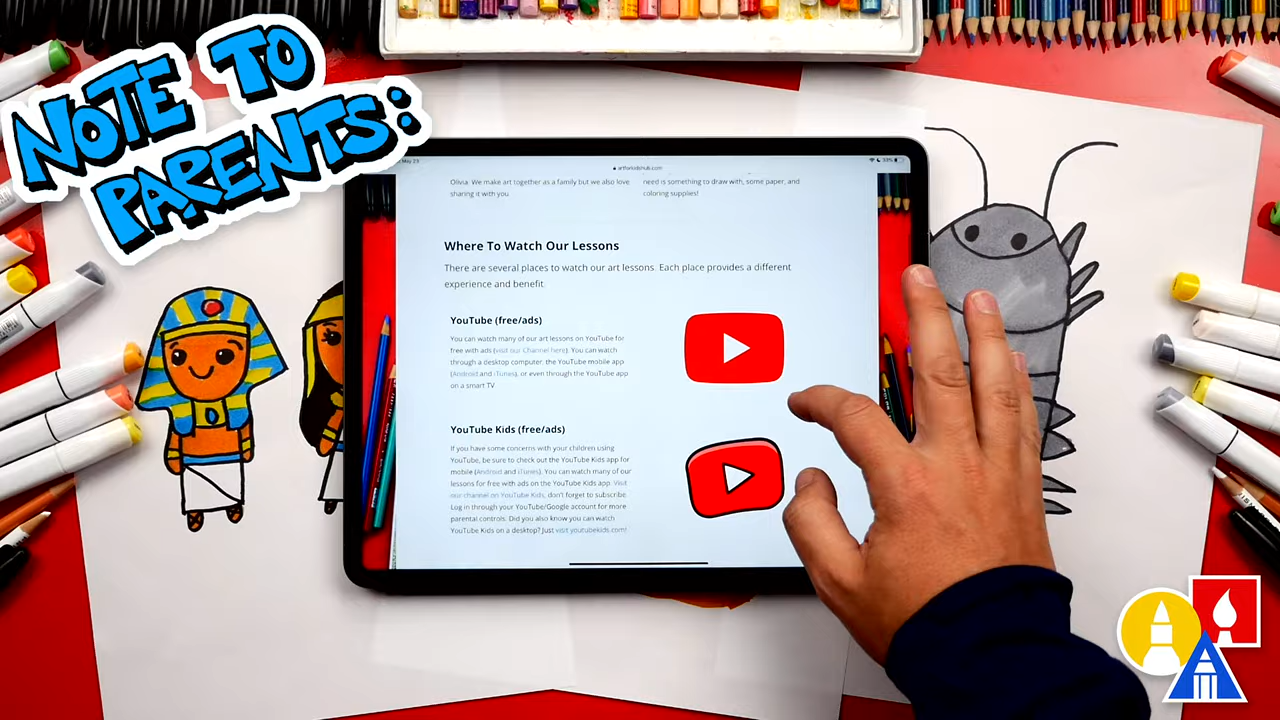 NOTE TO
PARENTS:
May 23
artforkidshub.com
33%
Olivia. We make art together as a family but we also love
sharing it with you
need is something to draw with, some paper, and
coloring supplies!
Where To Watch Our Lessons
There are several places to watch our art lessons. Each place provides a different
experience and benefit.
YouTube (free/ads)
You can watch many of our art lessons on YouTube for
free with ads (visit our Channel here). You can watch
through a desktop computer, the YouTube mobile app
(Android and iTunes), or even through the YouTube app
on a smart TV
YouTube Kids (free/ads)
If you have some concerns with your children using
YouTube, be sure to check out the YouTube Kids app for
mobile (Android and iTunes). You can watch many of our
lessons for free with ads on the YouTube Kids app. Visit
our channel on YouTube Kids, don't forget to subscribe.
Log in through your YouTube/Google account for more
parental controls. Did you also know you can watch
YouTube Kids on a desktop? Just visit youtubekids.com!